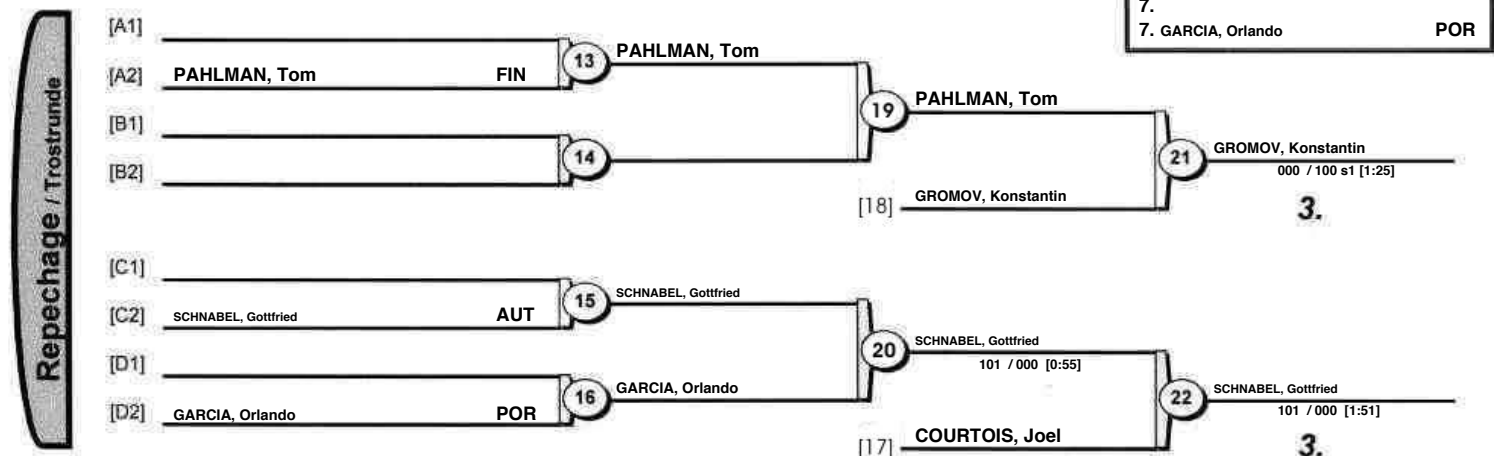 7.
7. GARCIA, Orlando POR
Repechage / Trostrunde
[A1]
[A2] PAHLMAN, Tom FIN
13 PAHLMAN, Tom
[B1]
[B2]
14
19 PAHLMAN, Tom
[18] GROMOV, Konstantin
21 GROMOV, Konstantin
000 / 100 s1 [1:25]
3.
[C1]
[C2] SCHNABEL, Gottfried AUT
15 SCHNABEL, Gottfried
[D1]
[D2] GARCIA, Orlando POR
16 GARCIA, Orlando
20 SCHNABEL, Gottfried
101 / 000 [0:55]
[17] COURTOIS, Joel
22 SCHNABEL, Gottfried
101 / 000 [1:51]
3.